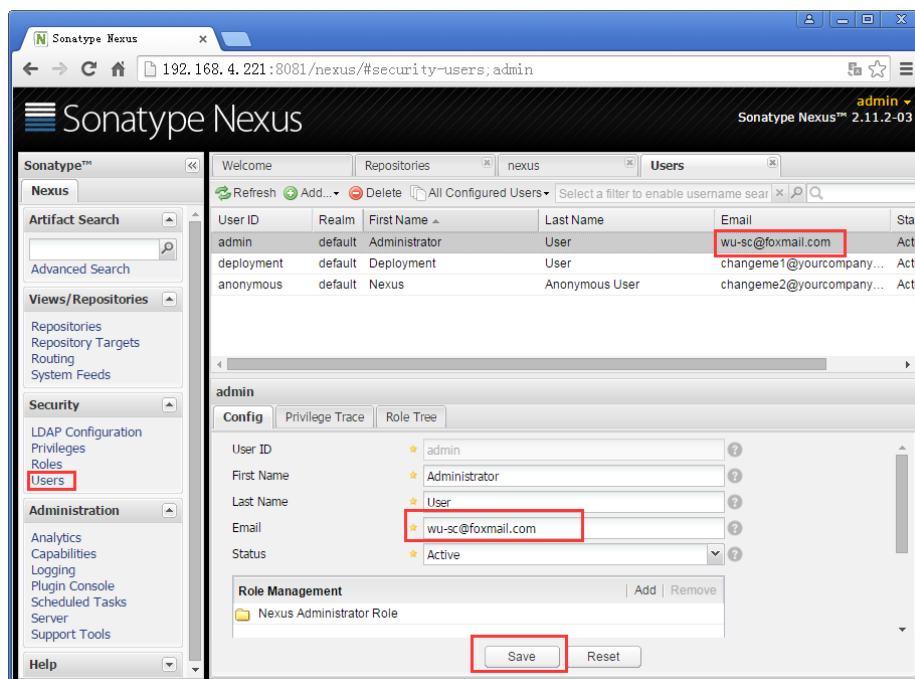 Sonatype Nexus
192.168.4.221:8081/nexus/#security-users;admin
Sonatype Nexus
admin
Sonatype Nexus™ 2.11.2-03
Sonatype™
Nexus
Artifact Search
Advanced Search
Views/Repositories
Repositories
Repository Targets
Routing
System Feeds
Security
LDAP Configuration
Privileges
Roles
Users
Administration
Analytics
Capabilities
Logging
Plugin Console
Scheduled Tasks
Server
Support Tools
Help
Welcome Repositories nexus Users
Refresh Add... Delete All Configured Users Select a filter to enable username sear
User ID Realm First Name Last Name Email Sta
admin default Administrator User wu-sc@foxmail.com Act
deployment default Deployment User changeme1@yourcompany... Act
anonymous default Nexus Anonymous User changeme2@yourcompany... Act
admin
Config Privilege Trace Role Tree
User ID admin
First Name Administrator
Last Name User
Email wu-sc@foxmail.com
Status Active
Role Management Add Remove
Nexus Administrator Role
Save Reset